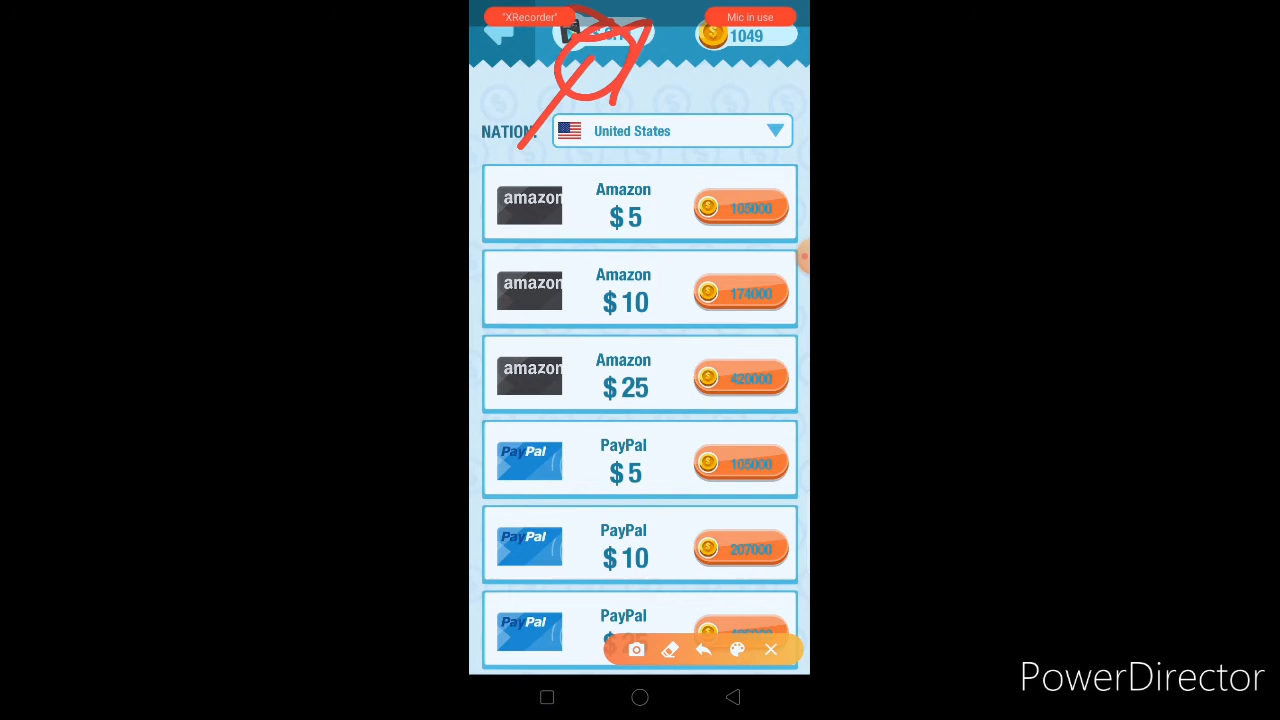 "XRecorder"
Mic in use
1049
NATION:
United States
amazon
Amazon
$5
105000
amazon
Amazon
$10
174000
amazon
Amazon
$25
420000
PayPal
PayPal
$5
105000
PayPal
PayPal
$10
207000
PayPal
PayPal
$25
PowerDirector